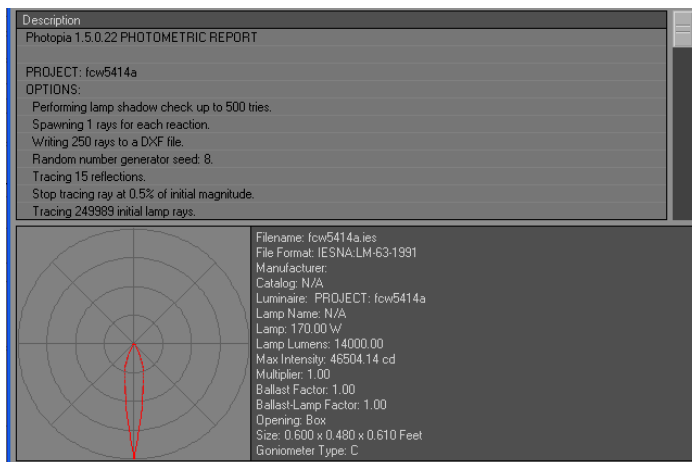 Description
Photopia 1.5.0.22 PHOTOMETRIC REPORT
PROJECT: fcw5414a
OPTIONS:
Performing lamp shadow check up to 500 tries.
Spawning 1 rays for each reaction.
Writing 250 rays to a DXF file.
Random number generator seed: 8.
Tracing 15 reflections.
Stop tracing ray at 0.5% of initial magnitude.
Tracing 249989 initial lamp rays.
Filename: fcw5414a.ies
File Format: IESNA:LM-63-1991
Manufacturer:
Catalog: N/A
Luminaire: PROJECT: fcw5414a
Lamp Name: N/A
Lamp: 170.00 W
Lamp Lumens: 14000.00
Max Intensity: 46504.14 cd
Multiplier: 1.00
Ballast Factor: 1.00
Ballast-Lamp Factor: 1.00
Opening: Box
Size: 0.600 x 0.480 x 0.610 Feet
Goniometer Type: C